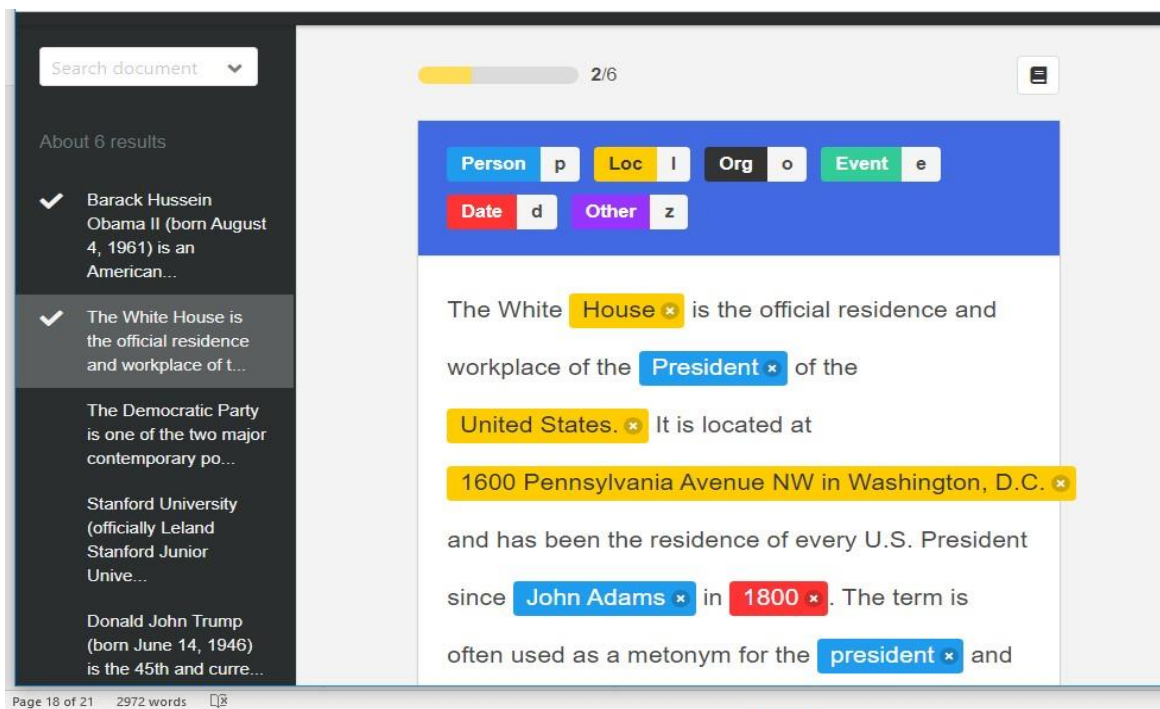 Search document
About 6 results
Barack Hussein
Obama II (born August
4, 1961) is an
American...
The White House is
the official residence
and workplace of t...
The Democratic Party
is one of the two major
contemporary po...
Stanford University
(officially Leland
Stanford Junior
Unive...
Donald John Trump
(born June 14, 1946)
is the 45th and curre...
2/6
Person p Loc l Org o Event e
Date d Other z
The White House is the official residence and
workplace of the President of the
United States. It is located at
1600 Pennsylvania Avenue NW in Washington, D.C.
and has been the residence of every U.S. President
since John Adams in 1800. The term is
often used as a metonym for the president and
Page 18 of 21 2972 words